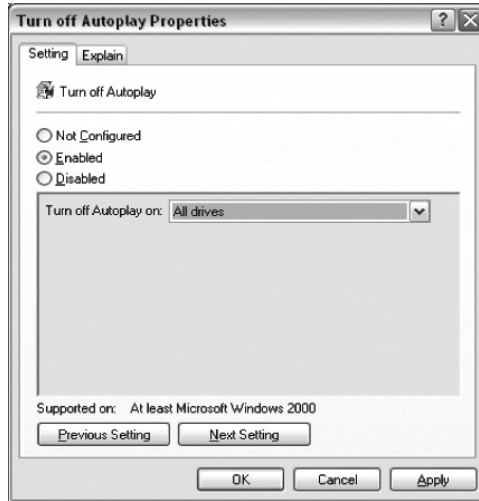 Turn off Autoplay Properties
Setting Explain
Turn off Autoplay
Not Configured
Enabled
Disabled
Turn off Autoplay on: All drives
Supported on: At least Microsoft Windows 2000
Previous Setting Next Setting
OK Cancel Apply